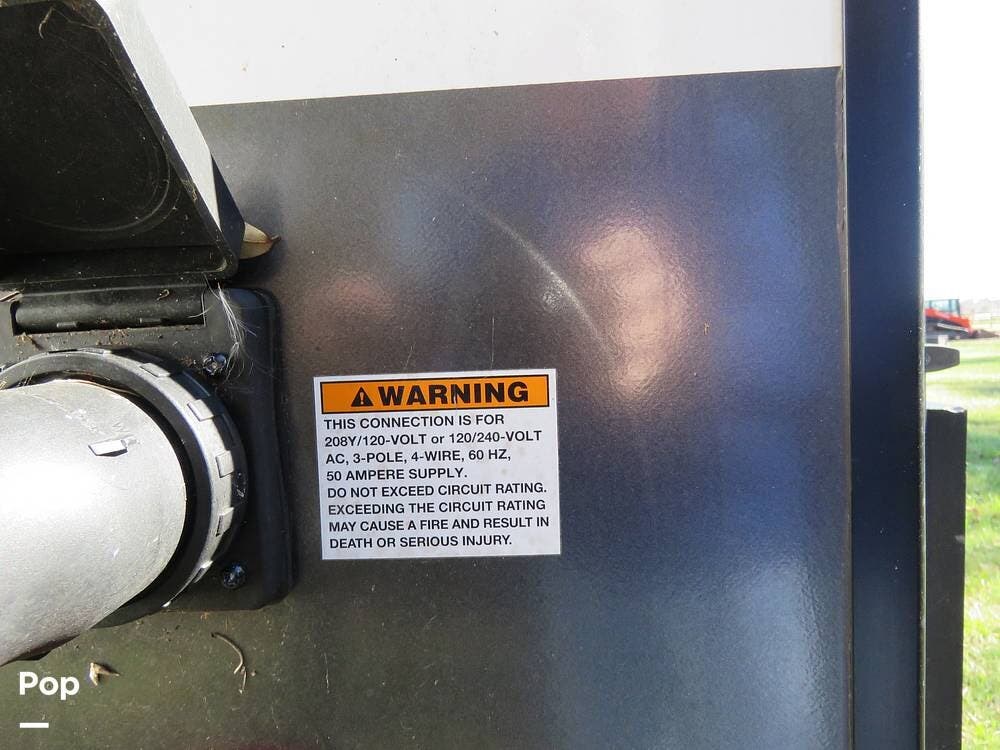 WARNING
THIS CONNECTION IS FOR
208Y/120-VOLT or 120/240-VOLT
AC, 3-POLE, 4-WIRE, 60 HZ,
50 AMPERE SUPPLY.
DO NOT EXCEED CIRCUIT RATING.
EXCEEDING THE CIRCUIT RATING
MAY CAUSE A FIRE AND RESULT IN
DEATH OR SERIOUS INJURY.
Pop